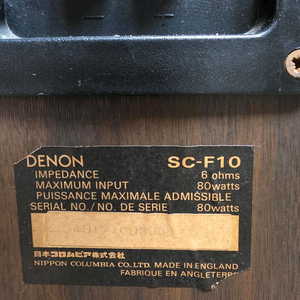 DENON SC-F10
IMPEDANCE 6 ohms
MAXIMUM INPUT 80watts
PUISSANCE MAXIMALE ADMISSIBLE
SERIAL NO./NO. DE SERIE 80watts
日本コロムビア株式会社
NIPPON COLUMBIA CO.LTD. MADE IN ENGLAND
FABRIQUE EN ANGLETERRE